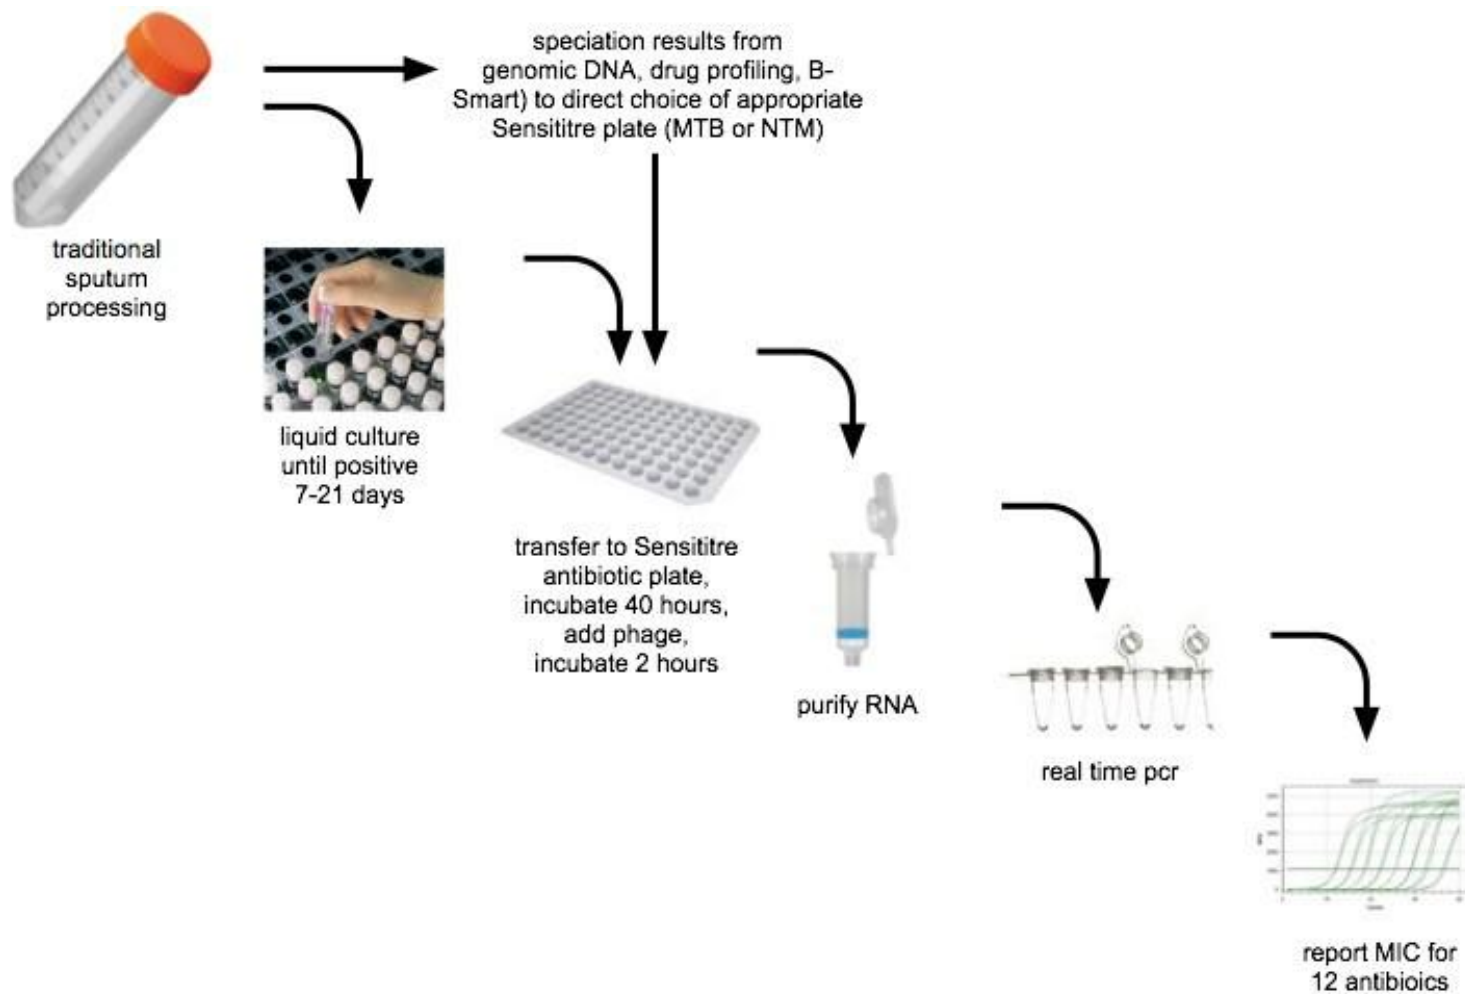 speciation results from
genomic DNA, drug profiling, B-
Smart) to direct choice of appropriate
Sensititre plate (MTB or NTM)
traditional
sputum
processing
liquid culture
until positive
7-21 days
transfer to Sensititre
antibiotic plate,
incubate 40 hours,
add phage,
incubate 2 hours
purify RNA
real time pcr
report MIC for
12 antibioics